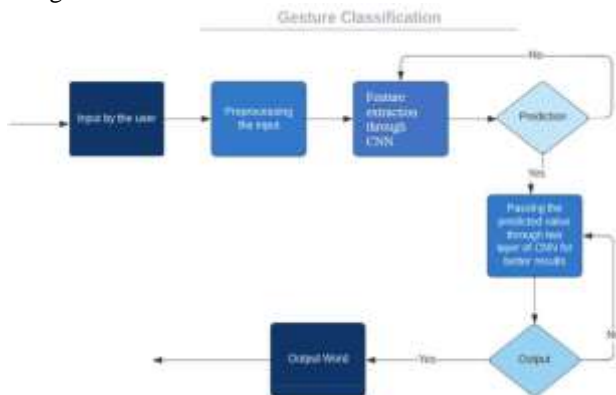 Gesture Classification
No
Input by the user
Preprocessing
the input
Feature
extraction
through
CNN
Prediction
Yes
Passing the
predicted value
through two
layer of CNN for
better results
No
Output Word
Yes
Output